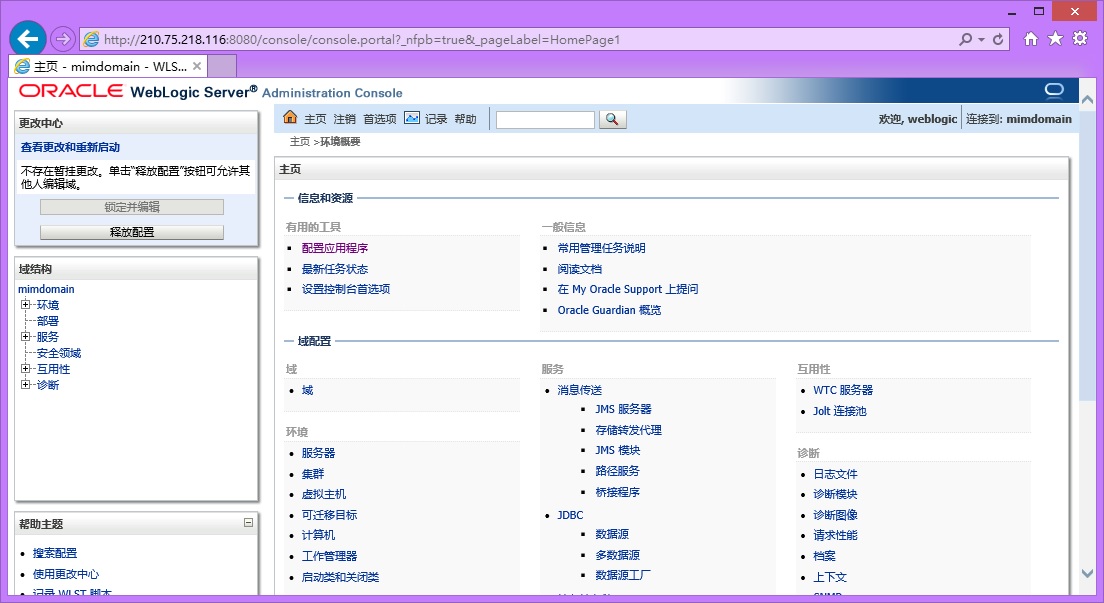 http://210.75.218.116:8080/console/console.portal?_nfpb=true&_pageLabel=HomePage1
主页 - mimdomain - WLS...
ORACLE WebLogic Server® Administration Console
更改中心
查看更改和重新启动
不存在暂挂更改。单击“释放配置”按钮可允许其
他人编辑域。
锁定并编辑
释放配置
域结构
mimdomain
环境
部署
服务
安全领域
互用性
诊断
帮助主题
搜索配置
使用更改中心
记录 WLST 脚本
主页 注销 首选项 记录 帮助
欢迎, weblogic 连接到: mimdomain
主页 >环境概要
主页
信息和资源
有用的工具
配置应用程序
最新任务状态
设置控制台首选项
一般信息
常用管理任务说明
阅读文档
在 My Oracle Support 上提问
Oracle Guardian 概览
域配置
域
域
环境
服务器
集群
虚拟主机
可迁移目标
计算机
工作管理器
启动类和关闭类
服务
消息传送
JMS 服务器
存储转发代理
JMS 模块
路径服务
桥接程序
JDBC
数据源
多数据源
数据源工厂
互用性
WTC 服务器
Jolt 连接池
诊断
日志文件
诊断模块
诊断图像
请求性能
档案
上下文
SNMP